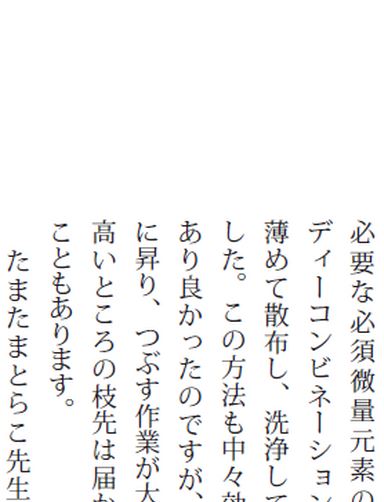 必要な必須微量元素の
ディーコンビネーション
薄めて散布し、洗浄して
した。この方法も中々効
あり良かったのですが、
に昇り、つぶす作業が大
高いところの枝先は届か
こともあります。
たまたまとらこ先生